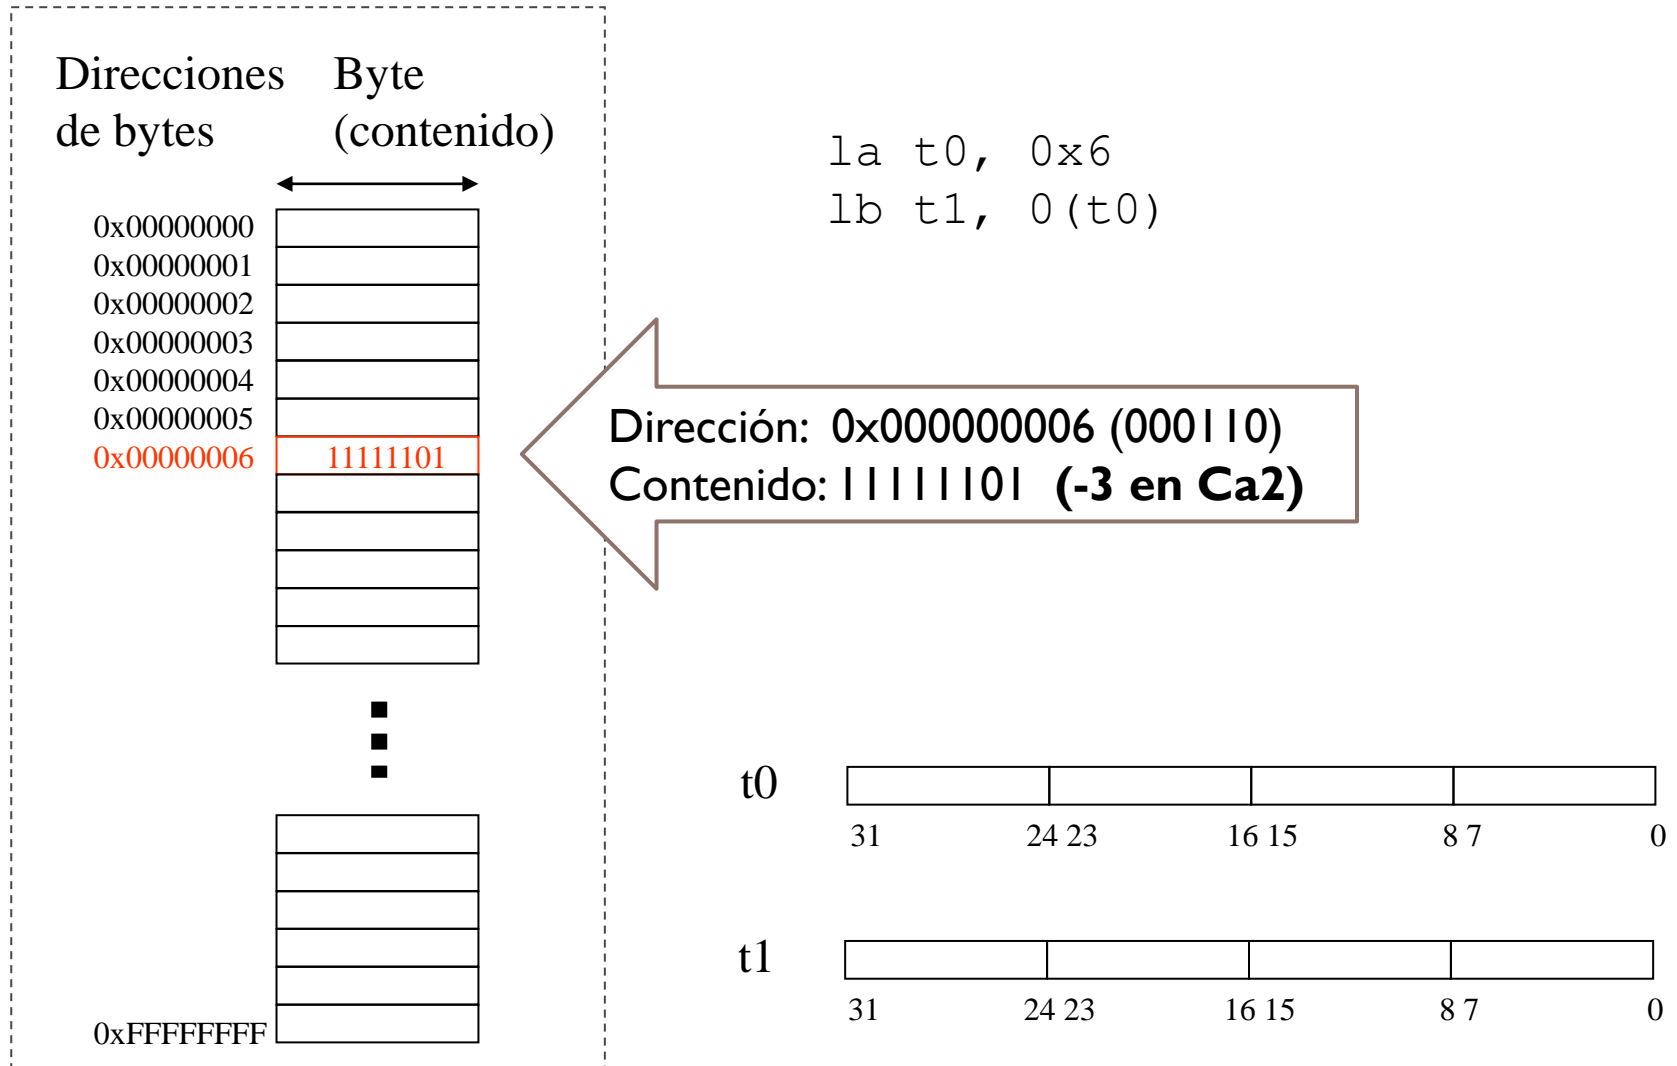 Direcciones
de bytes
Byte
(contenido)
la t0, 0x6
lb t1, 0(t0)
0x00000000
0x00000001
0x00000002
0x00000003
0x00000004
0x00000005
0x00000006 11111101
Dirección: 0x000000006 (000110)
Contenido: 11111101 (-3 en Ca2)
0xFFFFFFFF
t0
31 24 23 16 15 8 7 0
t1
31 24 23 16 15 8 7 0